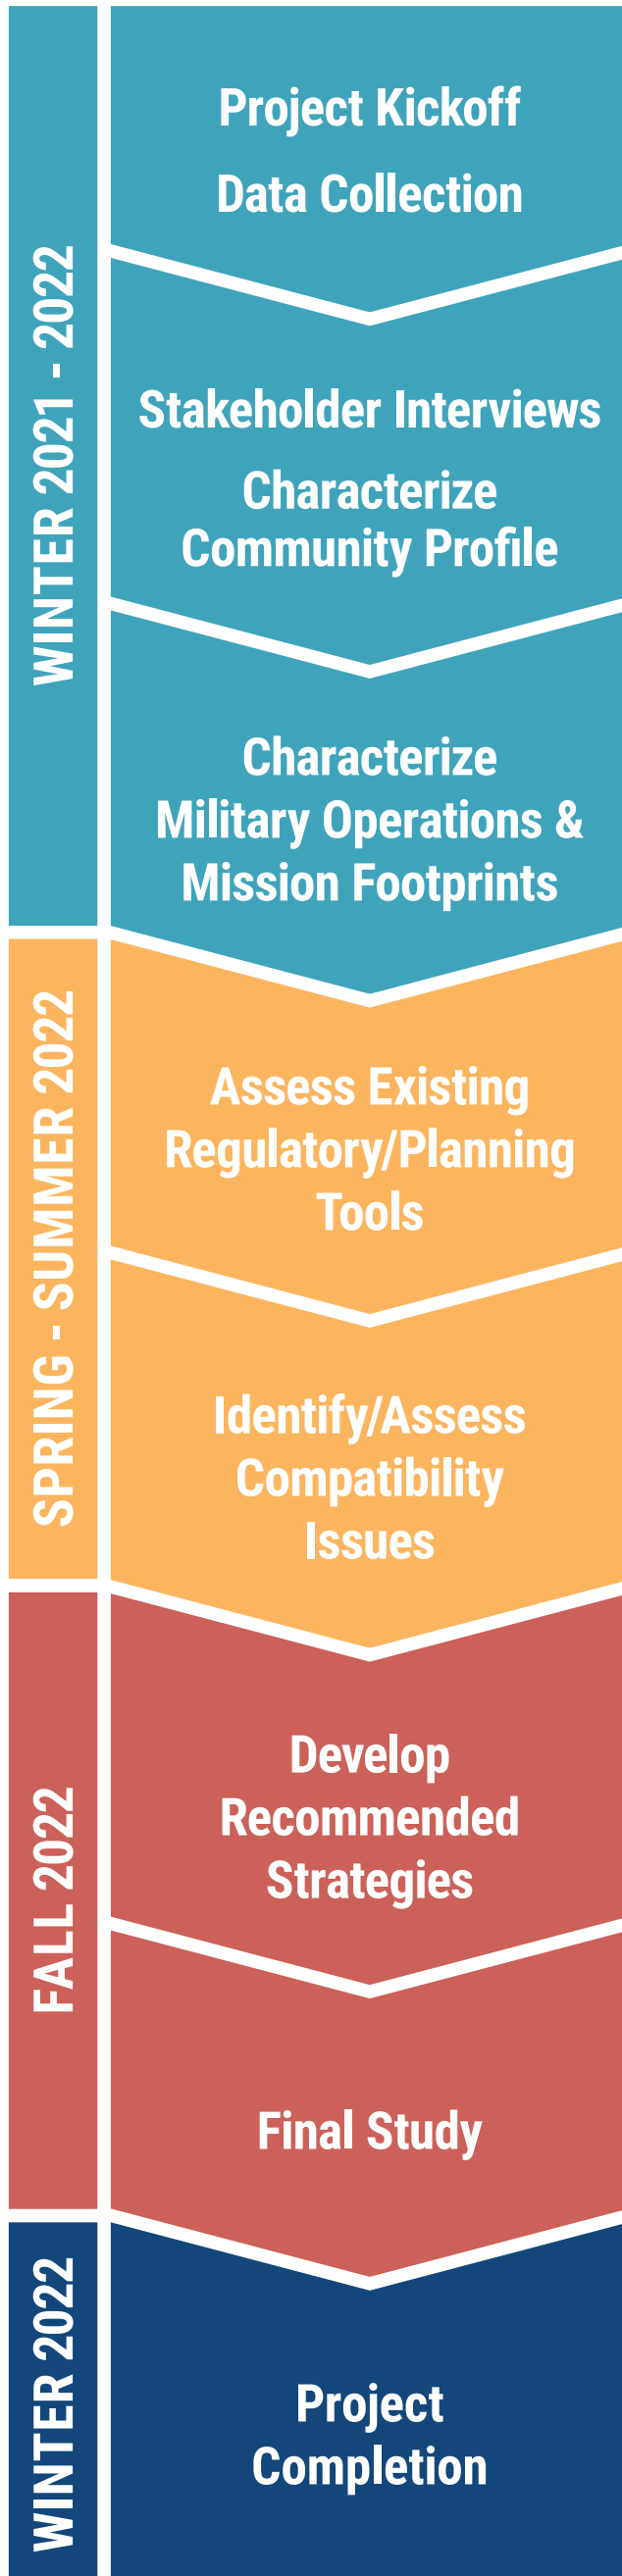 WINTER 2021 - 2022
Project Kickoff
Data Collection
Stakeholder Interviews
Characterize
Community Profile
Characterize
Military Operations &
Mission Footprints
SPRING - SUMMER 2022
Assess Existing
Regulatory/Planning
Tools
Identify/Assess
Compatibility
Issues
FALL 2022
Develop
Recommended
Strategies
Final Study
WINTER 2022
Project
Completion